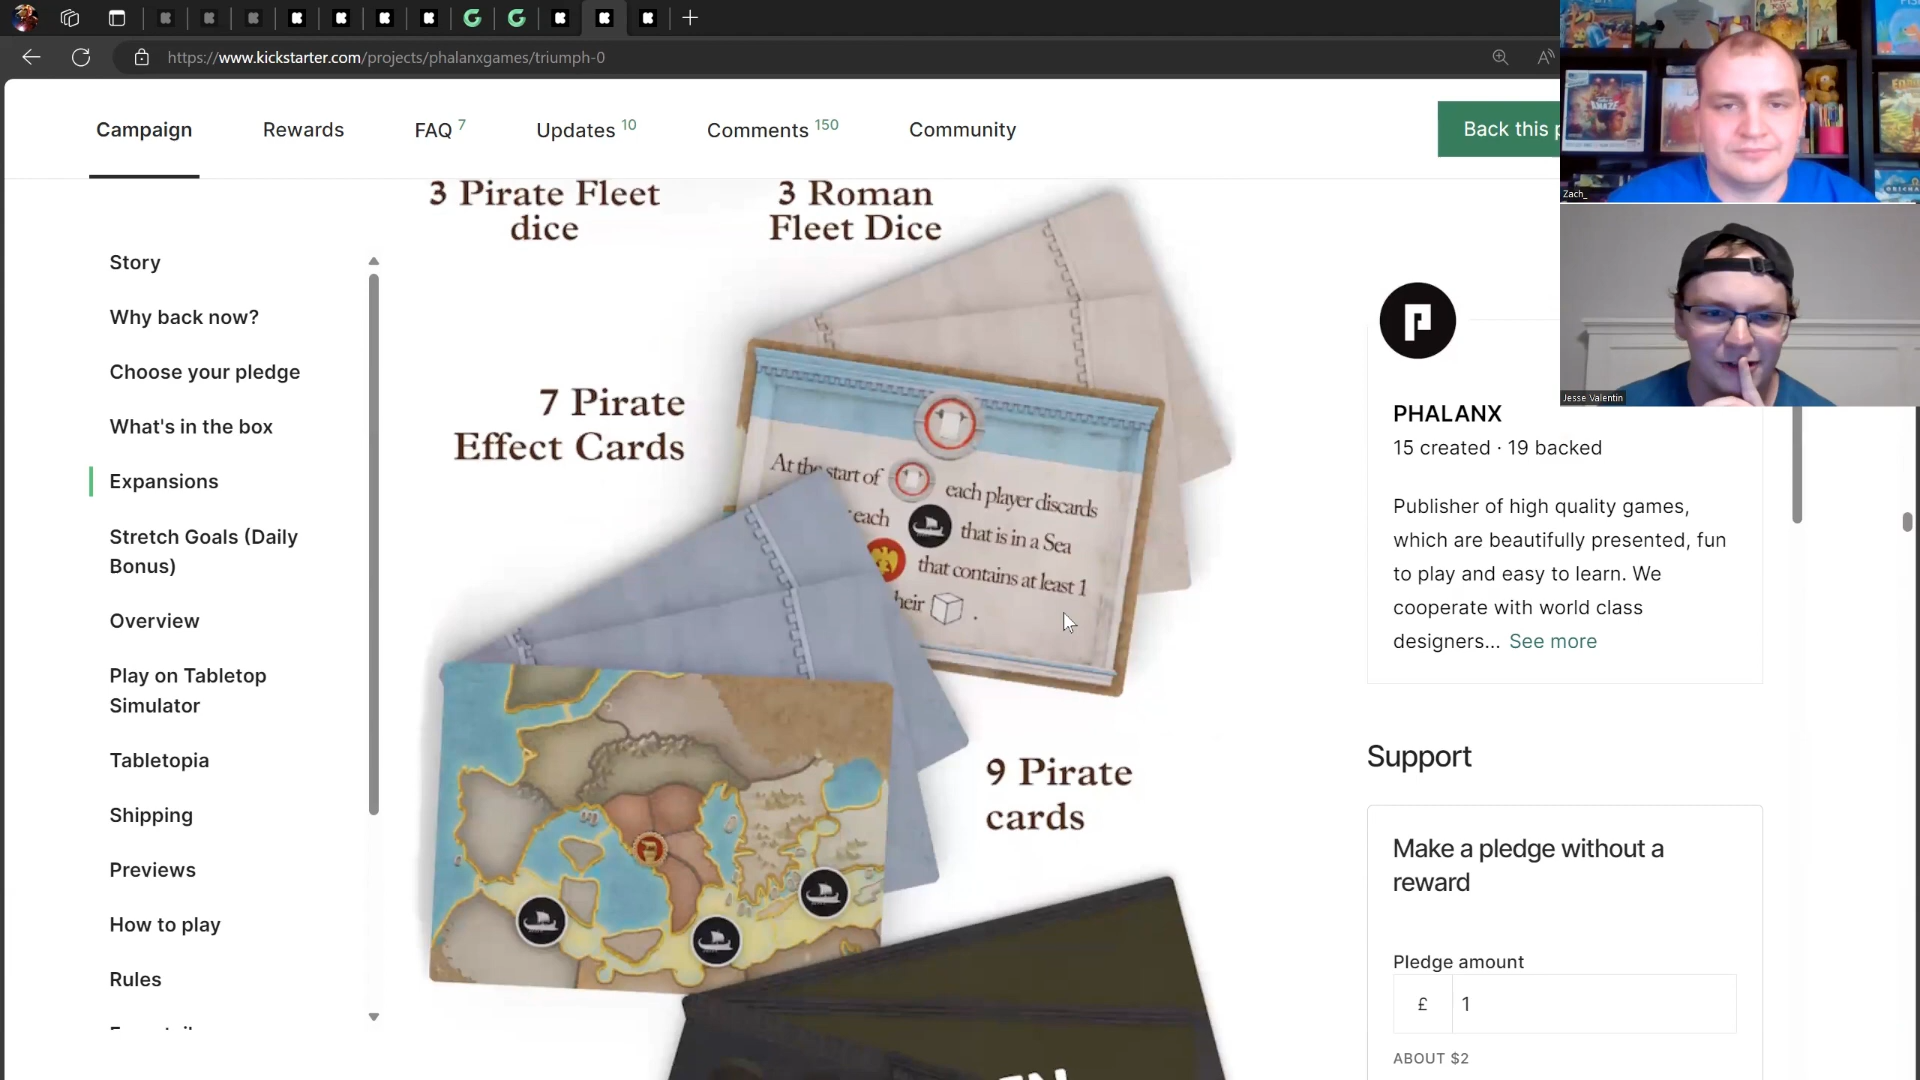 https://www.kickstarter.com/projects/phalanxgames/triumph-0
Campaign
Rewards
FAQ 7
Updates 10
Comments 150
Community
Back this
Zach_
Jesse Valentin
Story
Why back now?
Choose your pledge
What's in the box
Expansions
Stretch Goals (Daily
Bonus)
Overview
Play on Tabletop
Simulator
Tabletopia
Shipping
Previews
How to play
Rules
3 Pirate Fleet
dice
3 Roman
Fleet Dice
7 Pirate
Effect Cards
At the start of each player discards
each that is in a Sea
that contains at least 1
.
9 Pirate
cards
PHALANX
15 created · 19 backed
Publisher of high quality games,
which are beautifully presented, fun
to play and easy to learn. We
cooperate with world class
designers... See more
Support
Make a pledge without a
reward
Pledge amount
£ 1
ABOUT $2